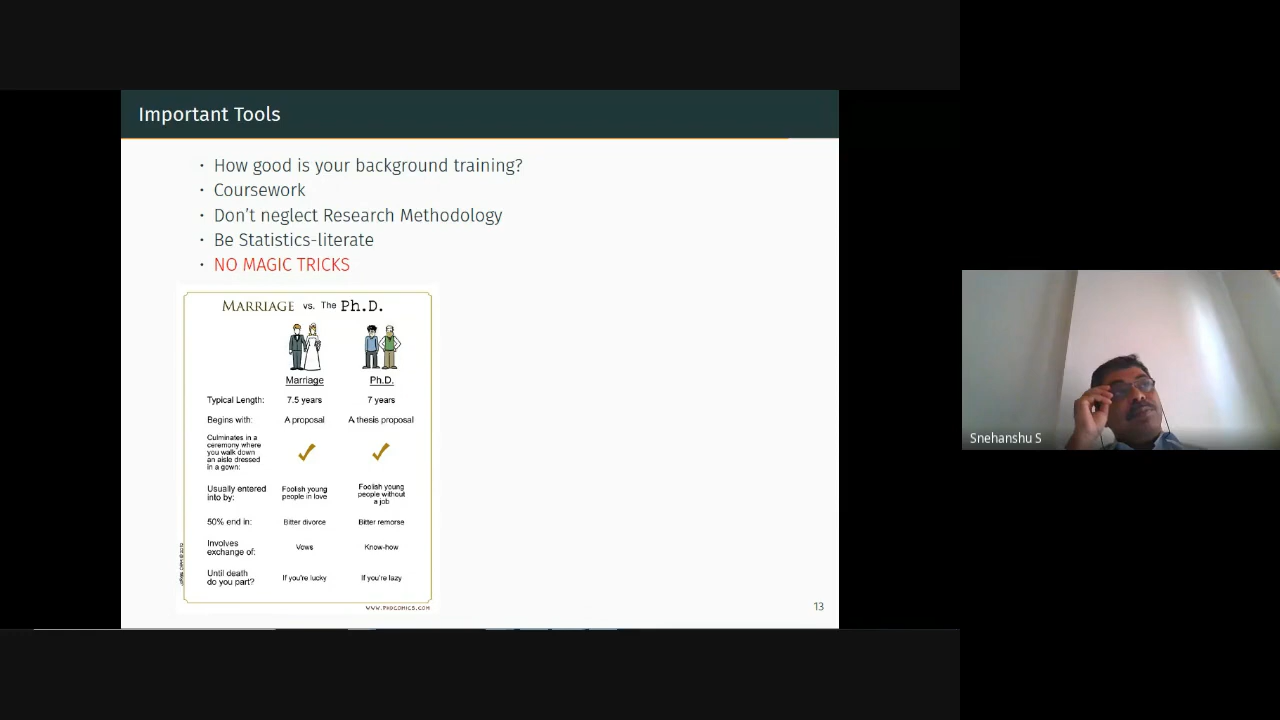 Important Tools
· How good is your background training?
· Coursework
· Don't neglect Research Methodology
· Be Statistics-literate
· NO MAGIC TRICKS
MARRIAGE vs. The Ph.D.
Marriage Ph.D.
Typical Length: 7.5 years 7 years
Begins with: A proposal A thesis proposal
Culminates in a
ceremony where
you walk down
an aisle dressed
in a gown:
Usually entered
into by:
Foolish young
people in love
Foolish young
people without
a job
50% end in: Bitter divorce Bitter remorse
Involves
exchange of:
Vows Know-how
Until death
do you part?
If you're lucky If you're lazy
WWW.PHDCOMICS.COM
13
Snehanshu S